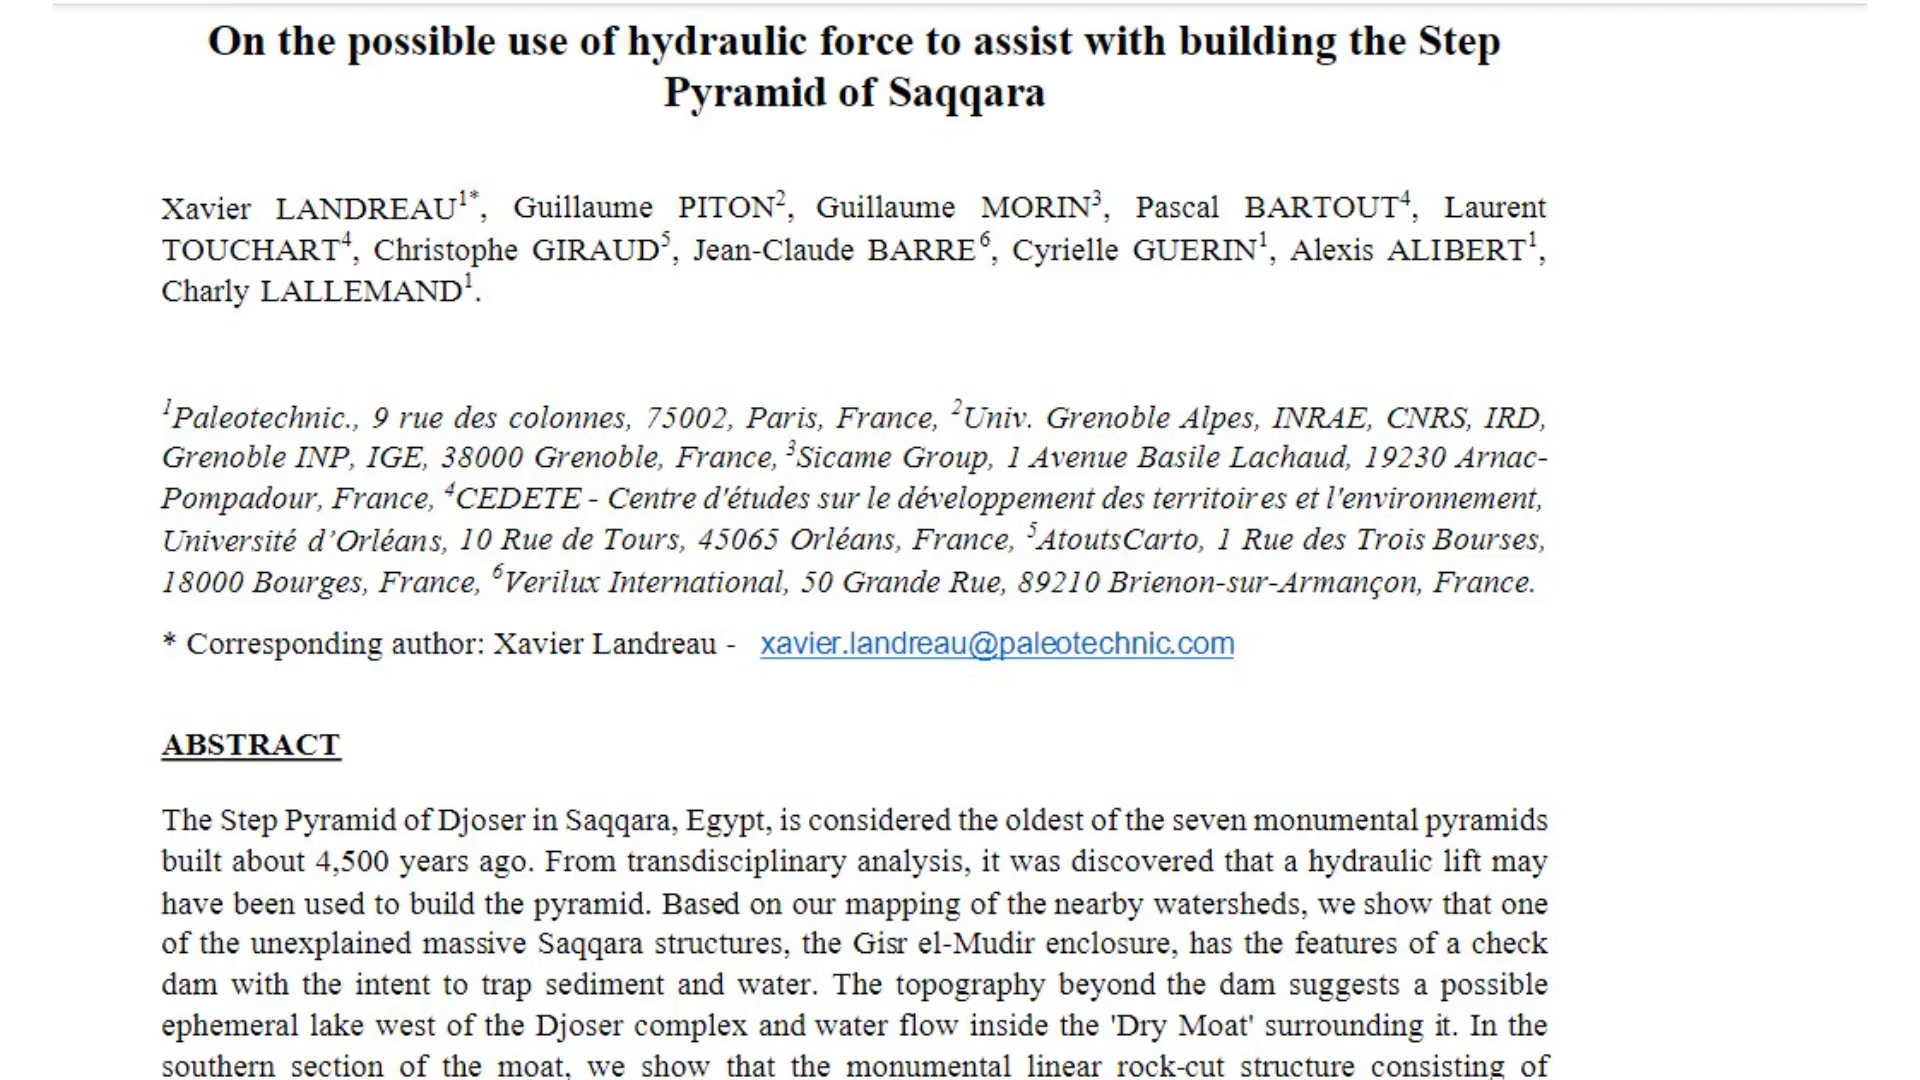 On the possible use of hydraulic force to assist with building the Step
Pyramid of Saqqara
Xavier LANDREAU1*, Guillaume PITON2, Guillaume MORIN3, Pascal BARTOUT4, Laurent
TOUCHART4, Christophe GIRAUD5, Jean-Claude BARRE6, Cyrielle GUERIN1, Alexis ALIBERT1,
Charly LALLEMAND1.
1Paleotechnic., 9 rue des colonnes, 75002, Paris, France, 2Univ. Grenoble Alpes, INRAE, CNRS, IRD,
Grenoble INP, IGE, 38000 Grenoble, France, 3Sicame Group, 1 Avenue Basile Lachaud, 19230 Arnac-
Pompadour, France, 4CEDETE - Centre d'études sur le développement des territoires et l'environnement,
Université d’Orléans, 10 Rue de Tours, 45065 Orléans, France, 5AtoutsCarto, 1 Rue des Trois Bourses,
18000 Bourges, France, 6Verilux International, 50 Grande Rue, 89210 Brienon-sur-Armançon, France.
* Corresponding author: Xavier Landreau - xavier.landreau@paleotechnic.com
ABSTRACT
The Step Pyramid of Djoser in Saqqara, Egypt, is considered the oldest of the seven monumental pyramids
built about 4,500 years ago. From transdisciplinary analysis, it was discovered that a hydraulic lift may
have been used to build the pyramid. Based on our mapping of the nearby watersheds, we show that one
of the unexplained massive Saqqara structures, the Gisr el-Mudir enclosure, has the features of a check
dam with the intent to trap sediment and water. The topography beyond the dam suggests a possible
ephemeral lake west of the Djoser complex and water flow inside the 'Dry Moat' surrounding it. In the
southern section of the moat, we show that the monumental linear rock-cut structure consisting of